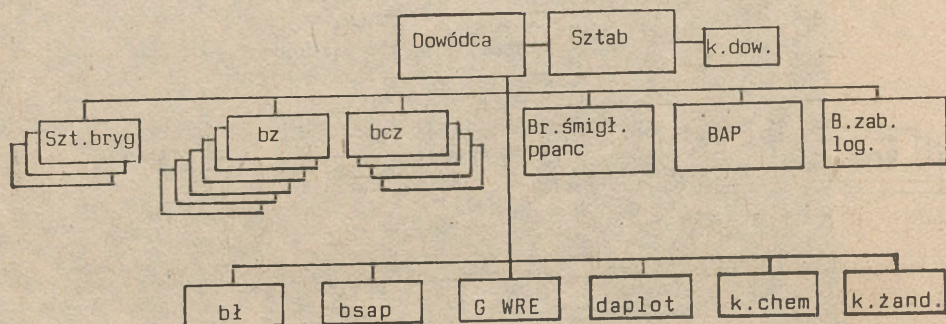 Dowódca
Sztab
k.dow.
Szt.bryg
bz
bcz
Br.śmigł.
ppanc
BAP
B.zab.
log.
bł
bsap
G WRE
daplot
k.chem
k.żand.